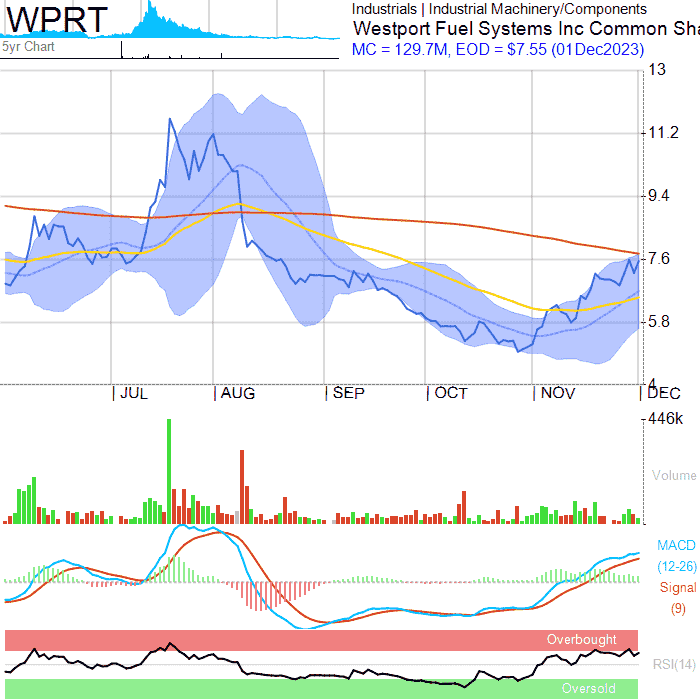 WPRT
5yr Chart
Industrials | Industrial Machinery/Components
Westport Fuel Systems Inc Common Sha
MC = 129.7M, EOD = $7.55 (01Dec2023)
13
11.2
9.4
7.6
5.8
4
JUL AUG SEP OCT NOV DEC
446k
Volume
MACD
(12-26)
Signal
(9)
Overbought
RSI(14)
Oversold